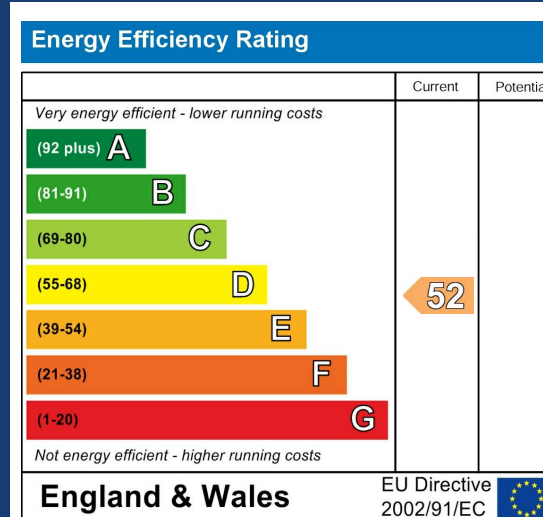 Energy Efficiency Rating
Current Potentia
Very energy efficient - lower running costs
(92 plus) A
(81-91) B
(69-80) C
(55-68) D
52
(39-54) E
(21-38) F
(1-20) G
Not energy efficient - higher running costs
England & Wales
EU Directive
2002/91/EC